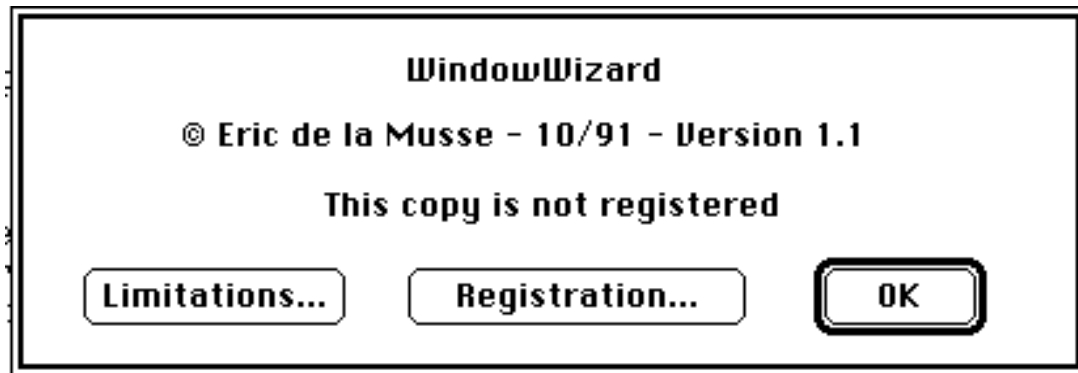 WindowWizard
© Eric de la Musse - 10/91 - Version 1.1
This copy is not registered
Limitations... Registration... OK